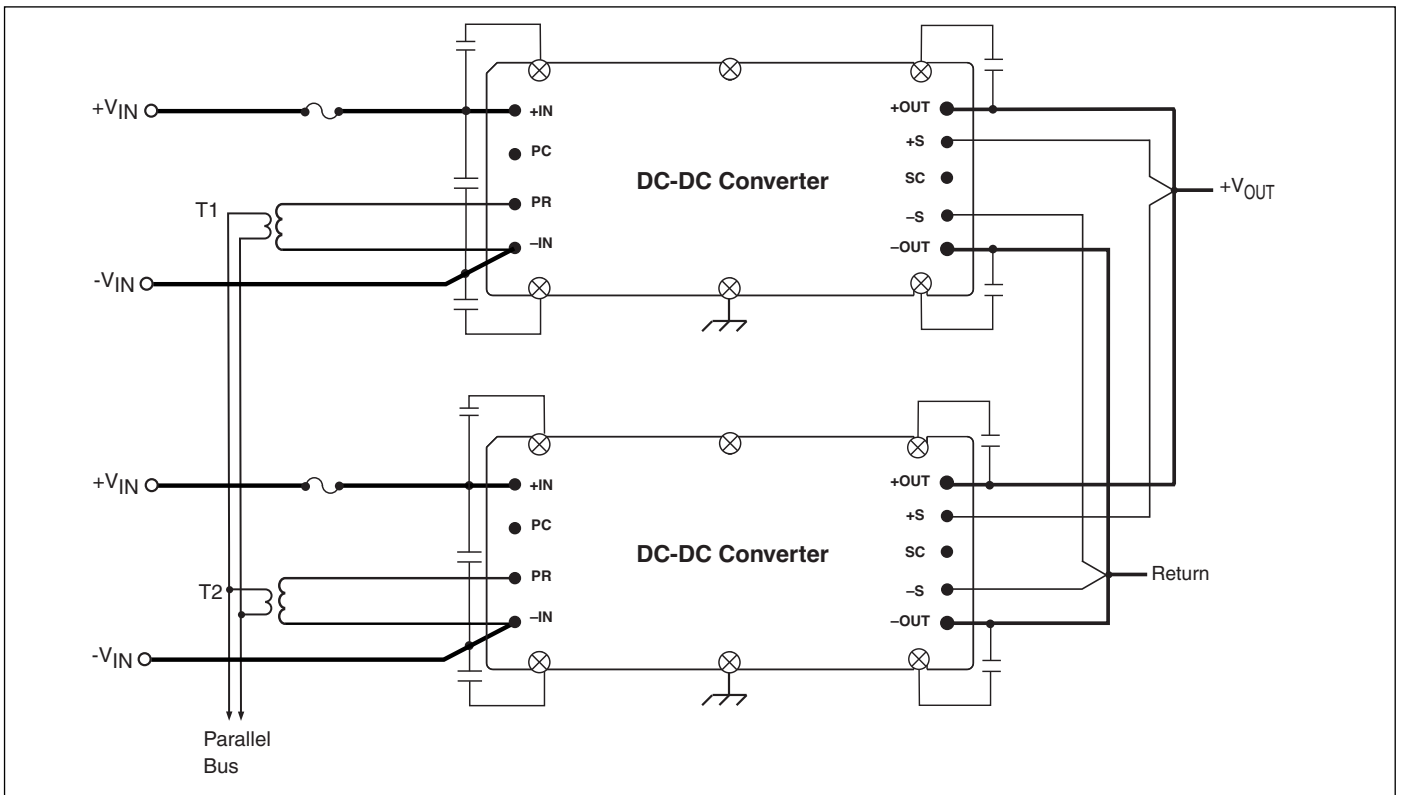 +VIN
+IN
PC
PR
T1
–IN
-VIN
DC-DC Converter
+OUT
+S
SC
–S
–OUT
+VOUT
+VIN
+IN
PC
PR
T2
–IN
-VIN
DC-DC Converter
+OUT
+S
SC
–S
–OUT
Return
Parallel
Bus